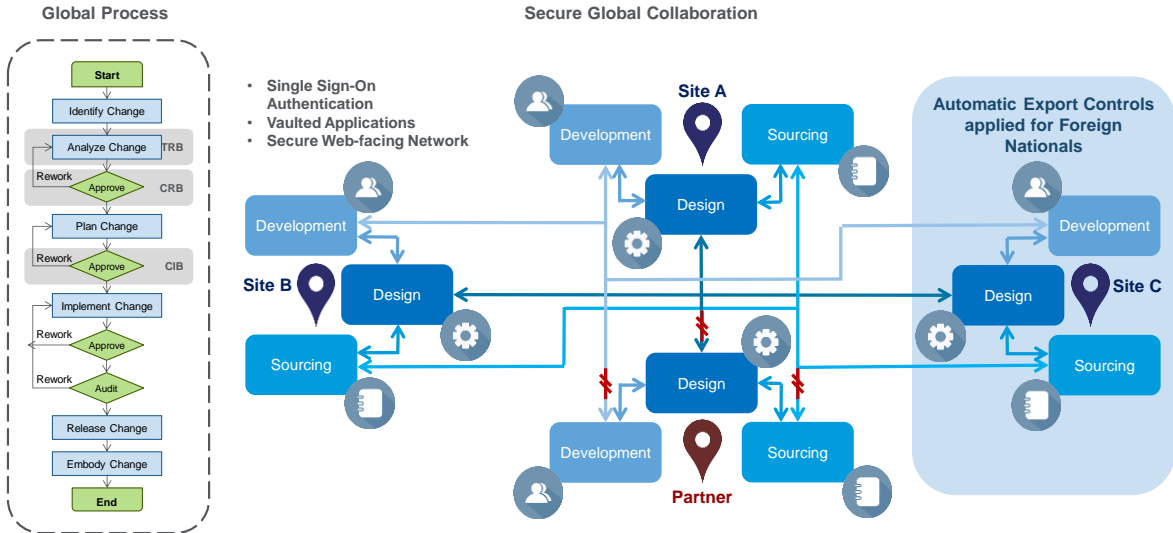 Global Process
Secure Global Collaboration
Start
Identify Change
Analyze Change
TRB
Rework
Approve
CRB
Plan Change
Rework
Approve
CIB
Implement Change
Rework
Approve
Rework
Audit
Release Change
Embody Change
End
• Single Sign-On
Authentication
• Vaulted Applications
• Secure Web-facing Network
Site A
Development
Sourcing
Design
Development
Site B
Design
Sourcing
Automatic Export Controls
applied for Foreign
Nationals
Development
Design
Site C
Sourcing
Design
Development
Sourcing
Partner